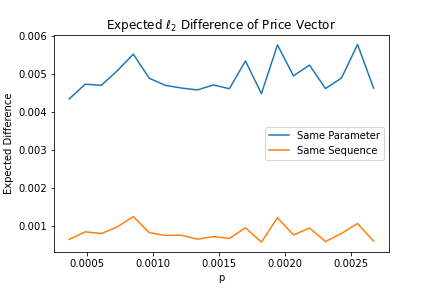 Expected ℓ₂ Difference of Price Vector
0.006
0.005
0.004
0.003
0.002
0.001
Expected Difference
Same Parameter
Same Sequence
0.0005 0.0010 0.0015 0.0020 0.0025
p